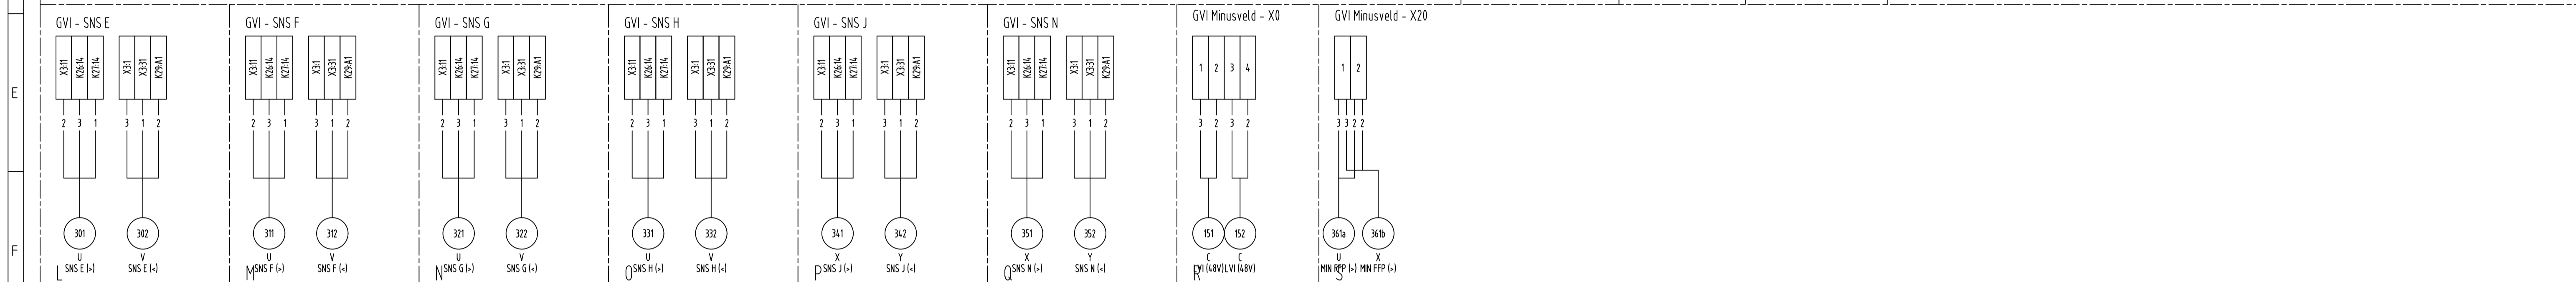 GVI - SNS E GVI - SNS F GVI - SNS G GVI - SNS H GVI - SNS J GVI - SNS N GVI Minusveld - X0 GVI Minusveld - X20
X3:11 K26:14 K27:14 X3:1 X3:31 K29:A1 X3:11 K26:14 K27:14 X3:1 X3:31 K29:A1 X3:11 K26:14 K27:14 X3:1 X3:31 K29:A1 X3:11 K26:14 K27:14 X3:1 X3:31 K29:A1 X3:11 K26:14 K27:14 X3:1 X3:31 K29:A1 X3:11 K26:14 K27:14 X3:1 X3:31 K29:A1 1 2 3 4 1 2
E
2 3 1 3 1 2 2 3 1 3 1 2 2 3 1 3 1 2 2 3 1 3 1 2 2 3 1 3 1 2 2 3 1 3 1 2 3 2 3 2 3 3 2 2
301 302 311 312 321 322 331 332 341 342 351 352 151 152 361a 361b
F
U V U V U V U V X Y X Y C C U X
SNS E (>) SNS E (<) SNS F (>) SNS F (<) SNS G (>) SNS G (<) SNS H (>) SNS H (<) SNS J (>) SNS J (<) SNS N (>) SNS N (<) LVI (48V) LVI (48V) MIN FFP (>) MIN FFP (>)
L M N O P Q R S